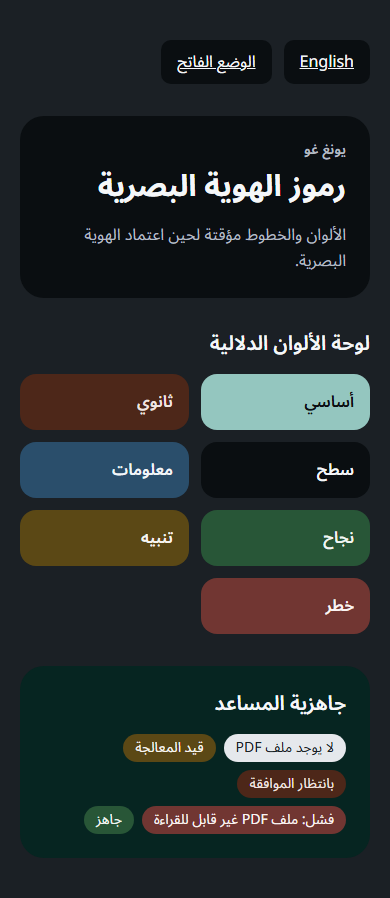 English
الوضع الفاتح
يونغ غو
رموز الهوية البصرية
الألوان والخطوط مؤقتة لحين اعتماد الهوية
البصرية.
لوحة الألوان الدلالية
أساسي
ثانوي
سطح
معلومات
نجاح
تنبيه
خطر
جاهزية المساعد
لا يوجد ملف PDF
قيد المعالجة
بانتظار الموافقة
فشل: ملف PDF غير قابل للقراءة
جاهز